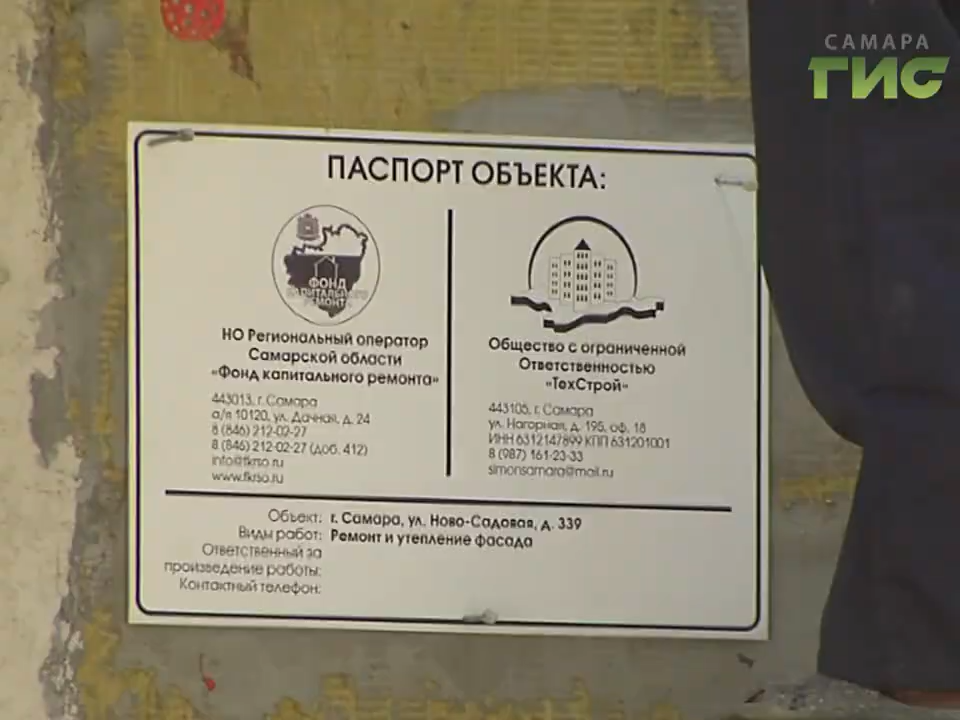 САМАРА
ГИС
ПАСПОРТ ОБЪЕКТА:
ФОНД
КАПИТАЛЬНОГО
РЕМОНТА
НО Региональный оператор
Самарской области
«Фонд капитального ремонта»
443013, г. Самара
а/я 10120, ул. Дачная, д. 24
8 (846) 212-02-27
8 (846) 212-02-27 (доб. 412)
info@fkrso.ru
www.fkrso.ru
Общество с ограниченной
Ответственностью
«ТехСтрой»
443105, г. Самара
ул. Нагорная, д. 195, оф. 18
ИНН 6312147899 КПП 631201001
8 (987) 161-23-33
simonsamara@mail.ru
Объект: г. Самара, ул. Ново-Садовая, д. 339
Виды работ: Ремонт и утепление фасада
Ответственный за
произведение работы:
Контактный телефон: